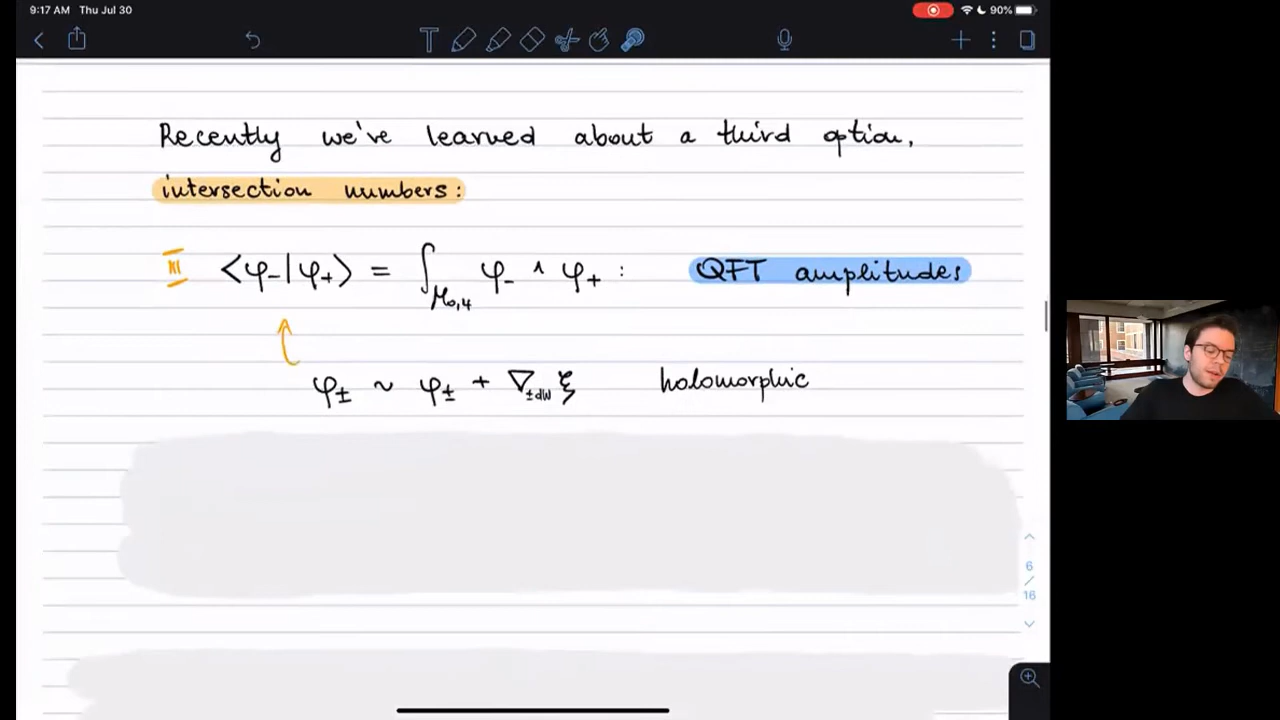 9:17 AM Thu Jul 30
90%
Recently we've learned about a third option,
intersection numbers:
III ⟨φ₋|φ₊⟩ = ∫_{M₀,₄} φ₋ ∧ φ₊ : QFT amplitudes
φ± ~ φ± + ∇_{±dW} ξ holomorphic
6
/
16